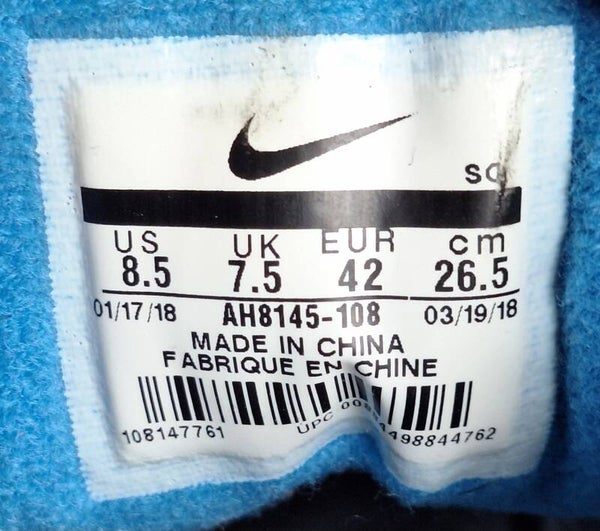 SC
US UK EUR cm
8.5 7.5 42 26.5
01/17/18 AH8145-108 03/19/18
MADE IN CHINA
FABRIQUE EN CHINE
108147761
UPC